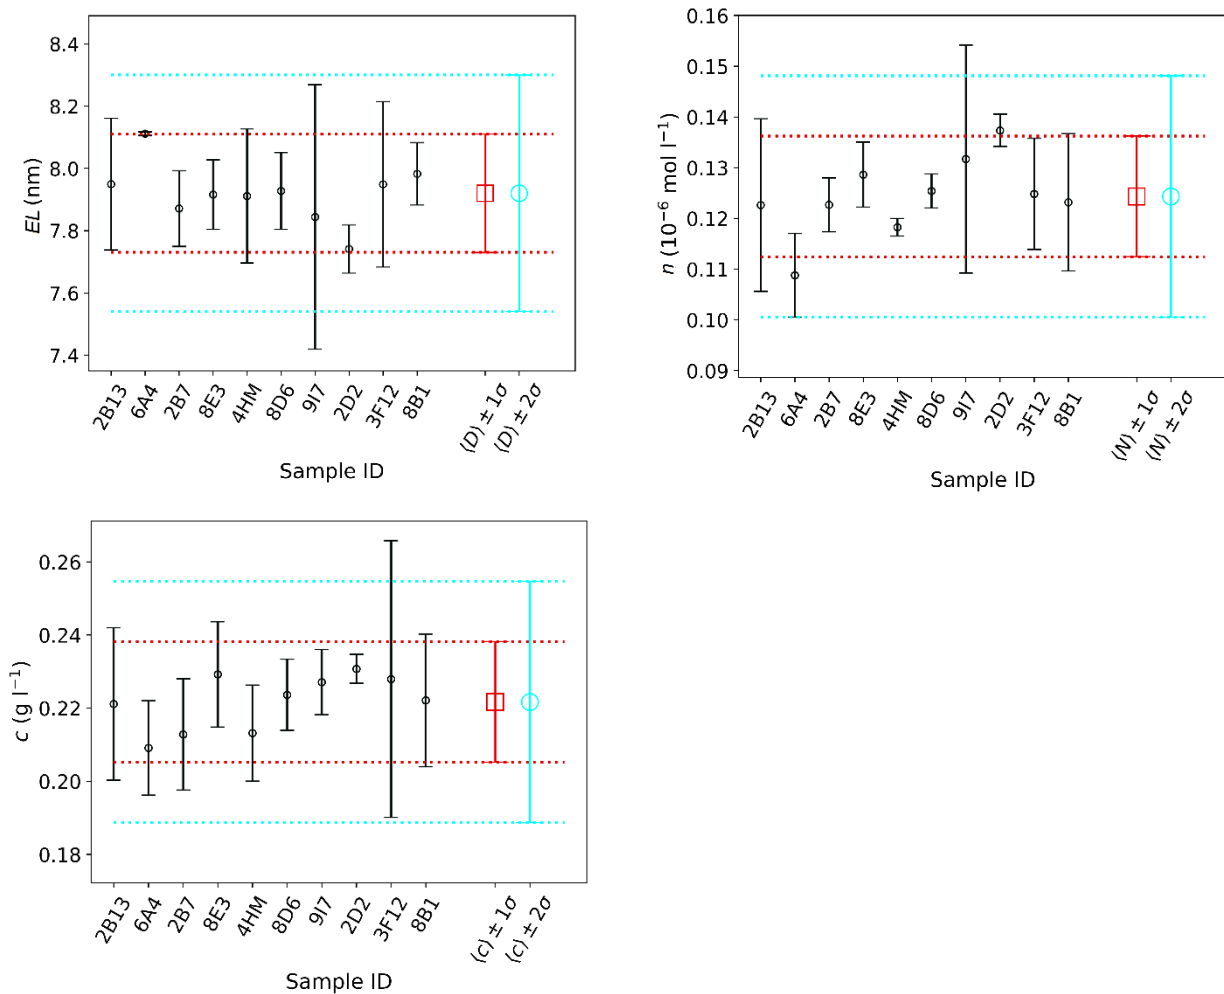 8.4
8.2
8.0
7.8
7.6
7.4
EL (nm)
2B13
6A4
2B7
8E3
4HM
8D6
9I7
2D2
3F12
8B1
⟨D⟩ ± 1σ
⟨D⟩ ± 2σ
Sample ID
0.16
0.15
0.14
0.13
0.12
0.11
0.10
0.09
n (10⁻⁶ mol l⁻¹)
2B13
6A4
2B7
8E3
4HM
8D6
9I7
2D2
3F12
8B1
⟨N⟩ ± 1σ
⟨N⟩ ± 2σ
Sample ID
0.26
0.24
0.22
0.20
0.18
c (g l⁻¹)
2B13
6A4
2B7
8E3
4HM
8D6
9I7
2D2
3F12
8B1
⟨c⟩ ± 1σ
⟨c⟩ ± 2σ
Sample ID